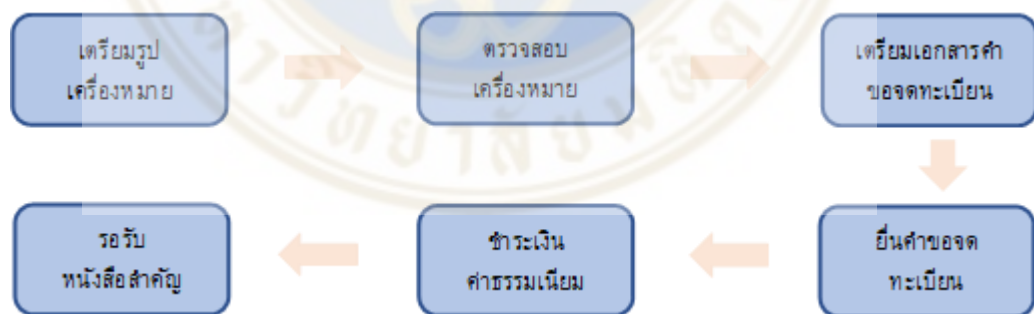 เตรียมรูป
เครื่องหมาย
ตรวจสอบ
เครื่องหมาย
เตรียมเอกสารคำ
ขอจดทะเบียน
ยื่นคำขอจด
ทะเบียน
ชำระเงิน
ค่าธรรมเนียม
รอรับ
หนังสือสำคัญ